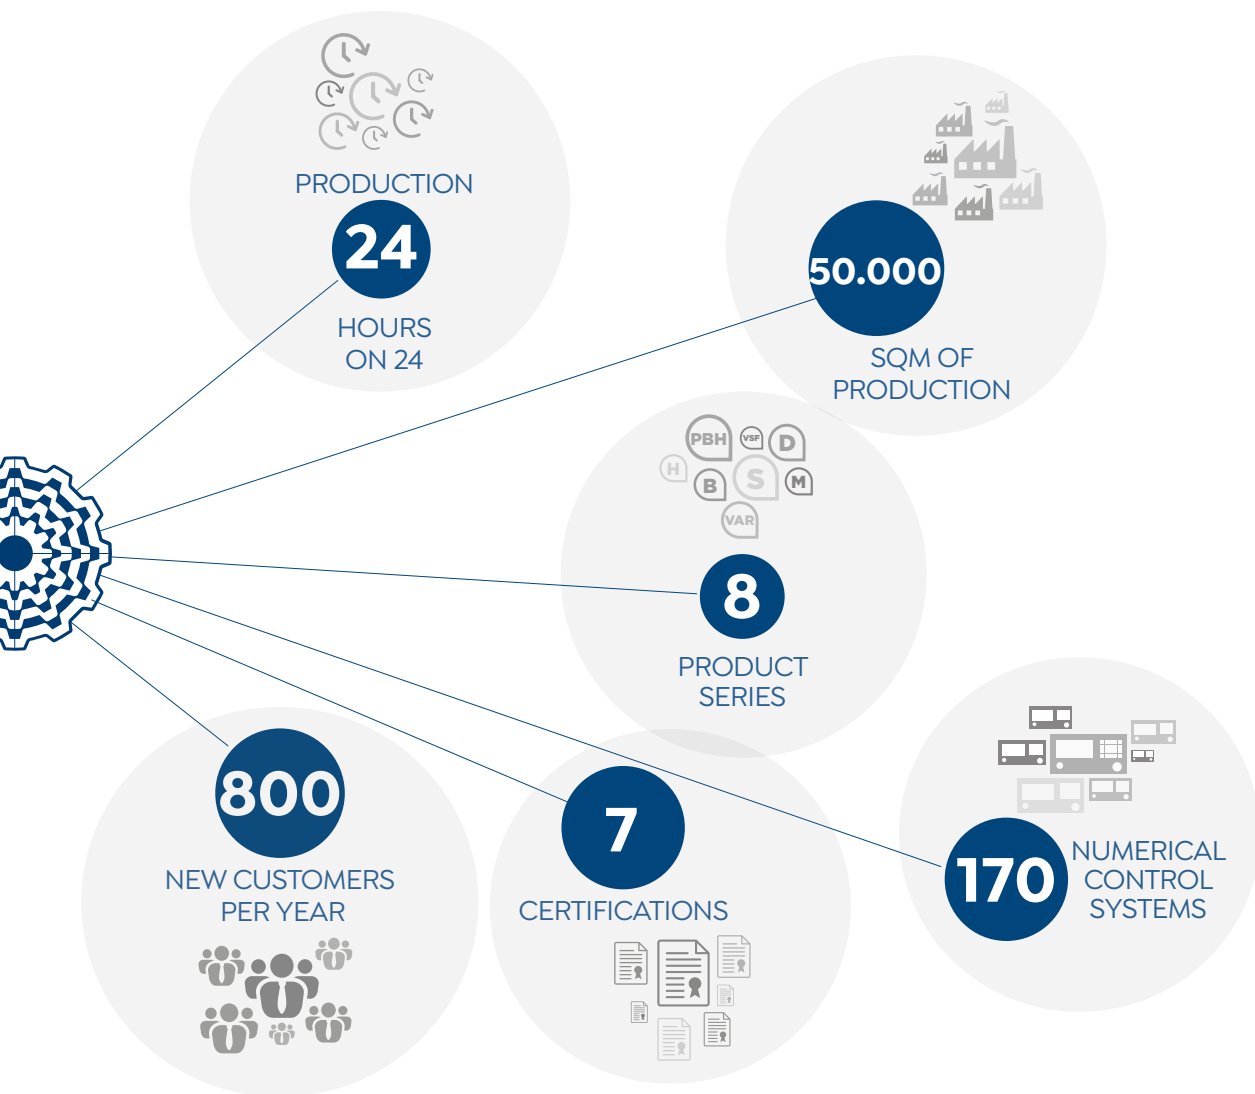 PRODUCTION
24
HOURS
ON 24
50.000
SQM OF
PRODUCTION
PBH
VSF
D
H
B
S
M
VAR
8
PRODUCT
SERIES
800
NEW CUSTOMERS
PER YEAR
7
CERTIFICATIONS
170
NUMERICAL
CONTROL
SYSTEMS